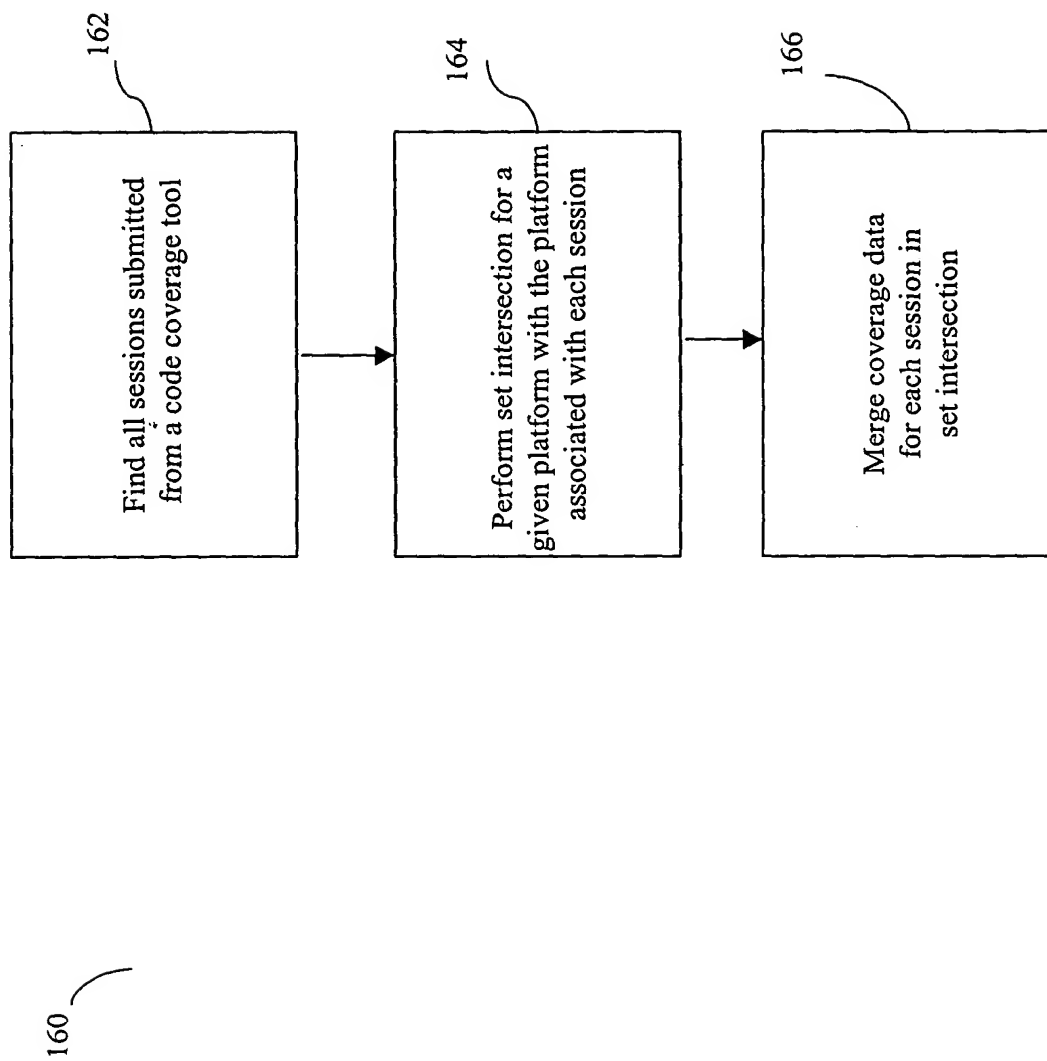 160
162
Find all sessions submitted
from a code coverage tool
164
Perform set intersection for a
given platform with the platform
associated with each session
166
Merge coverage data
for each session in
set intersection